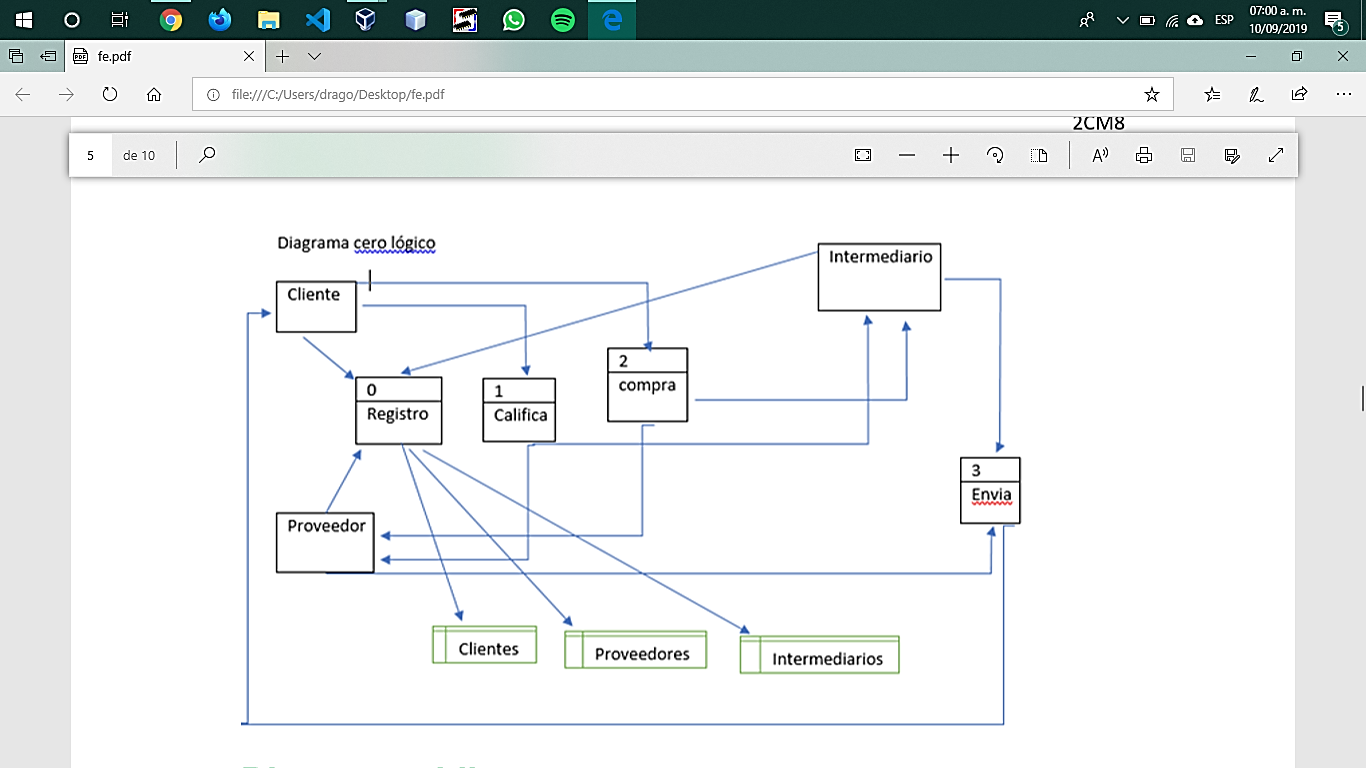 07:00 a. m.
ESP
10/09/2019
5
fe.pdf
file:///C:/Users/drago/Desktop/fe.pdf
2CM8
5 de 10
Diagrama cero lógico
Intermediario
Cliente
2
compra
0
Registro
1
Califica
3
Envia
Proveedor
Clientes
Proveedores
Intermediarios